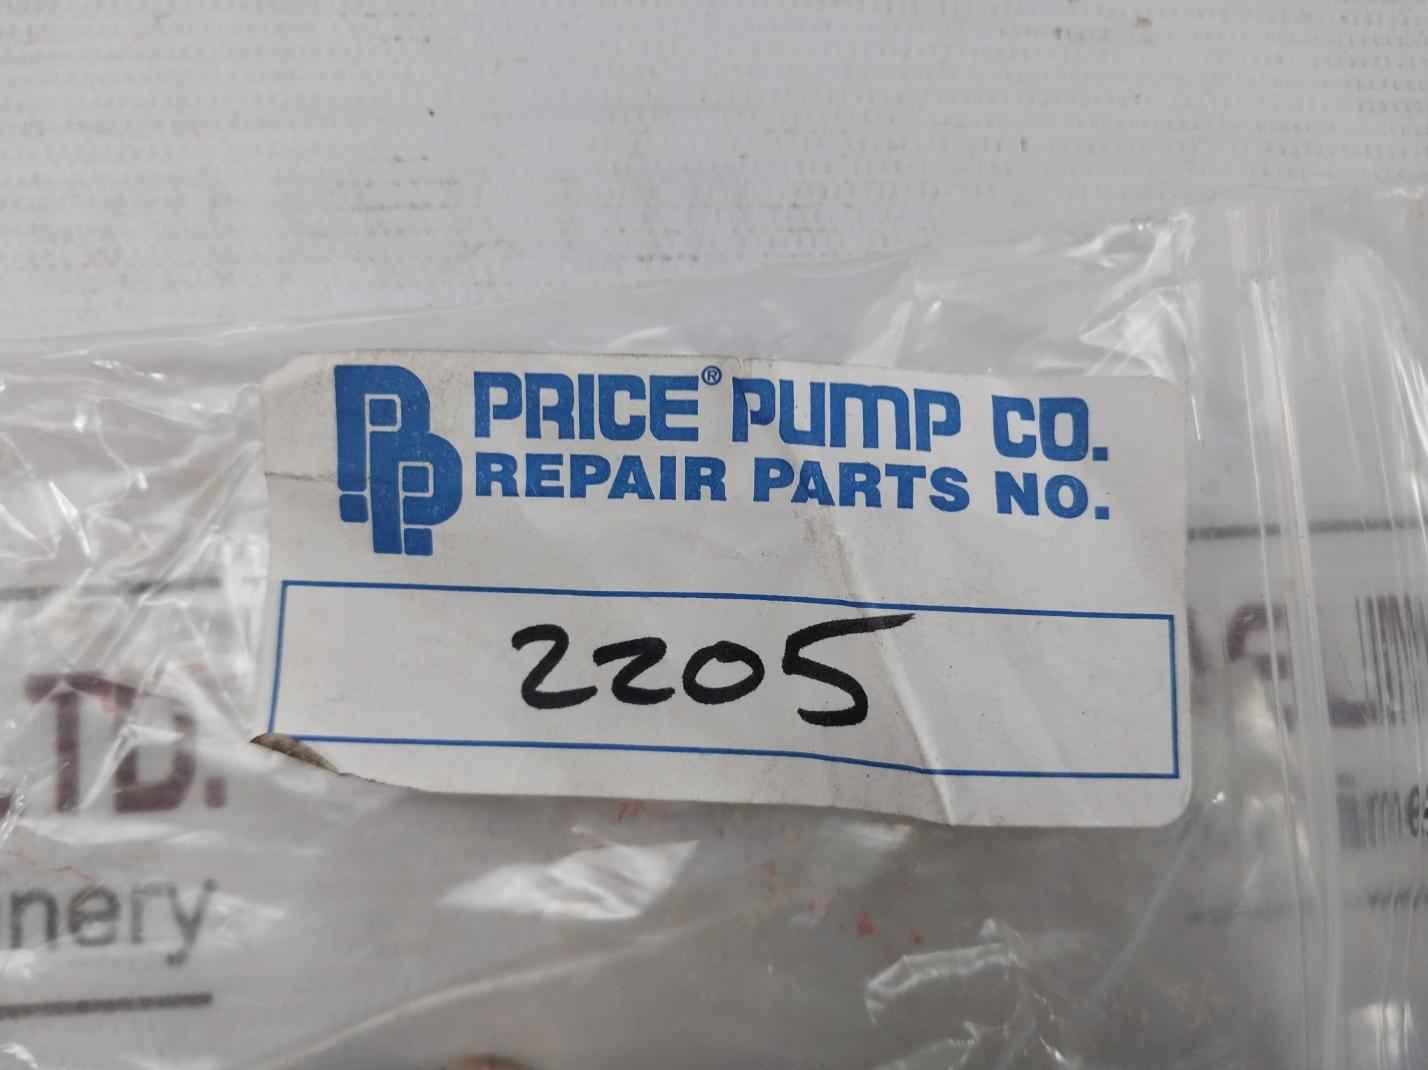 PRICE® PUMP CO.
REPAIR PARTS NO.
2205
TD.
nery